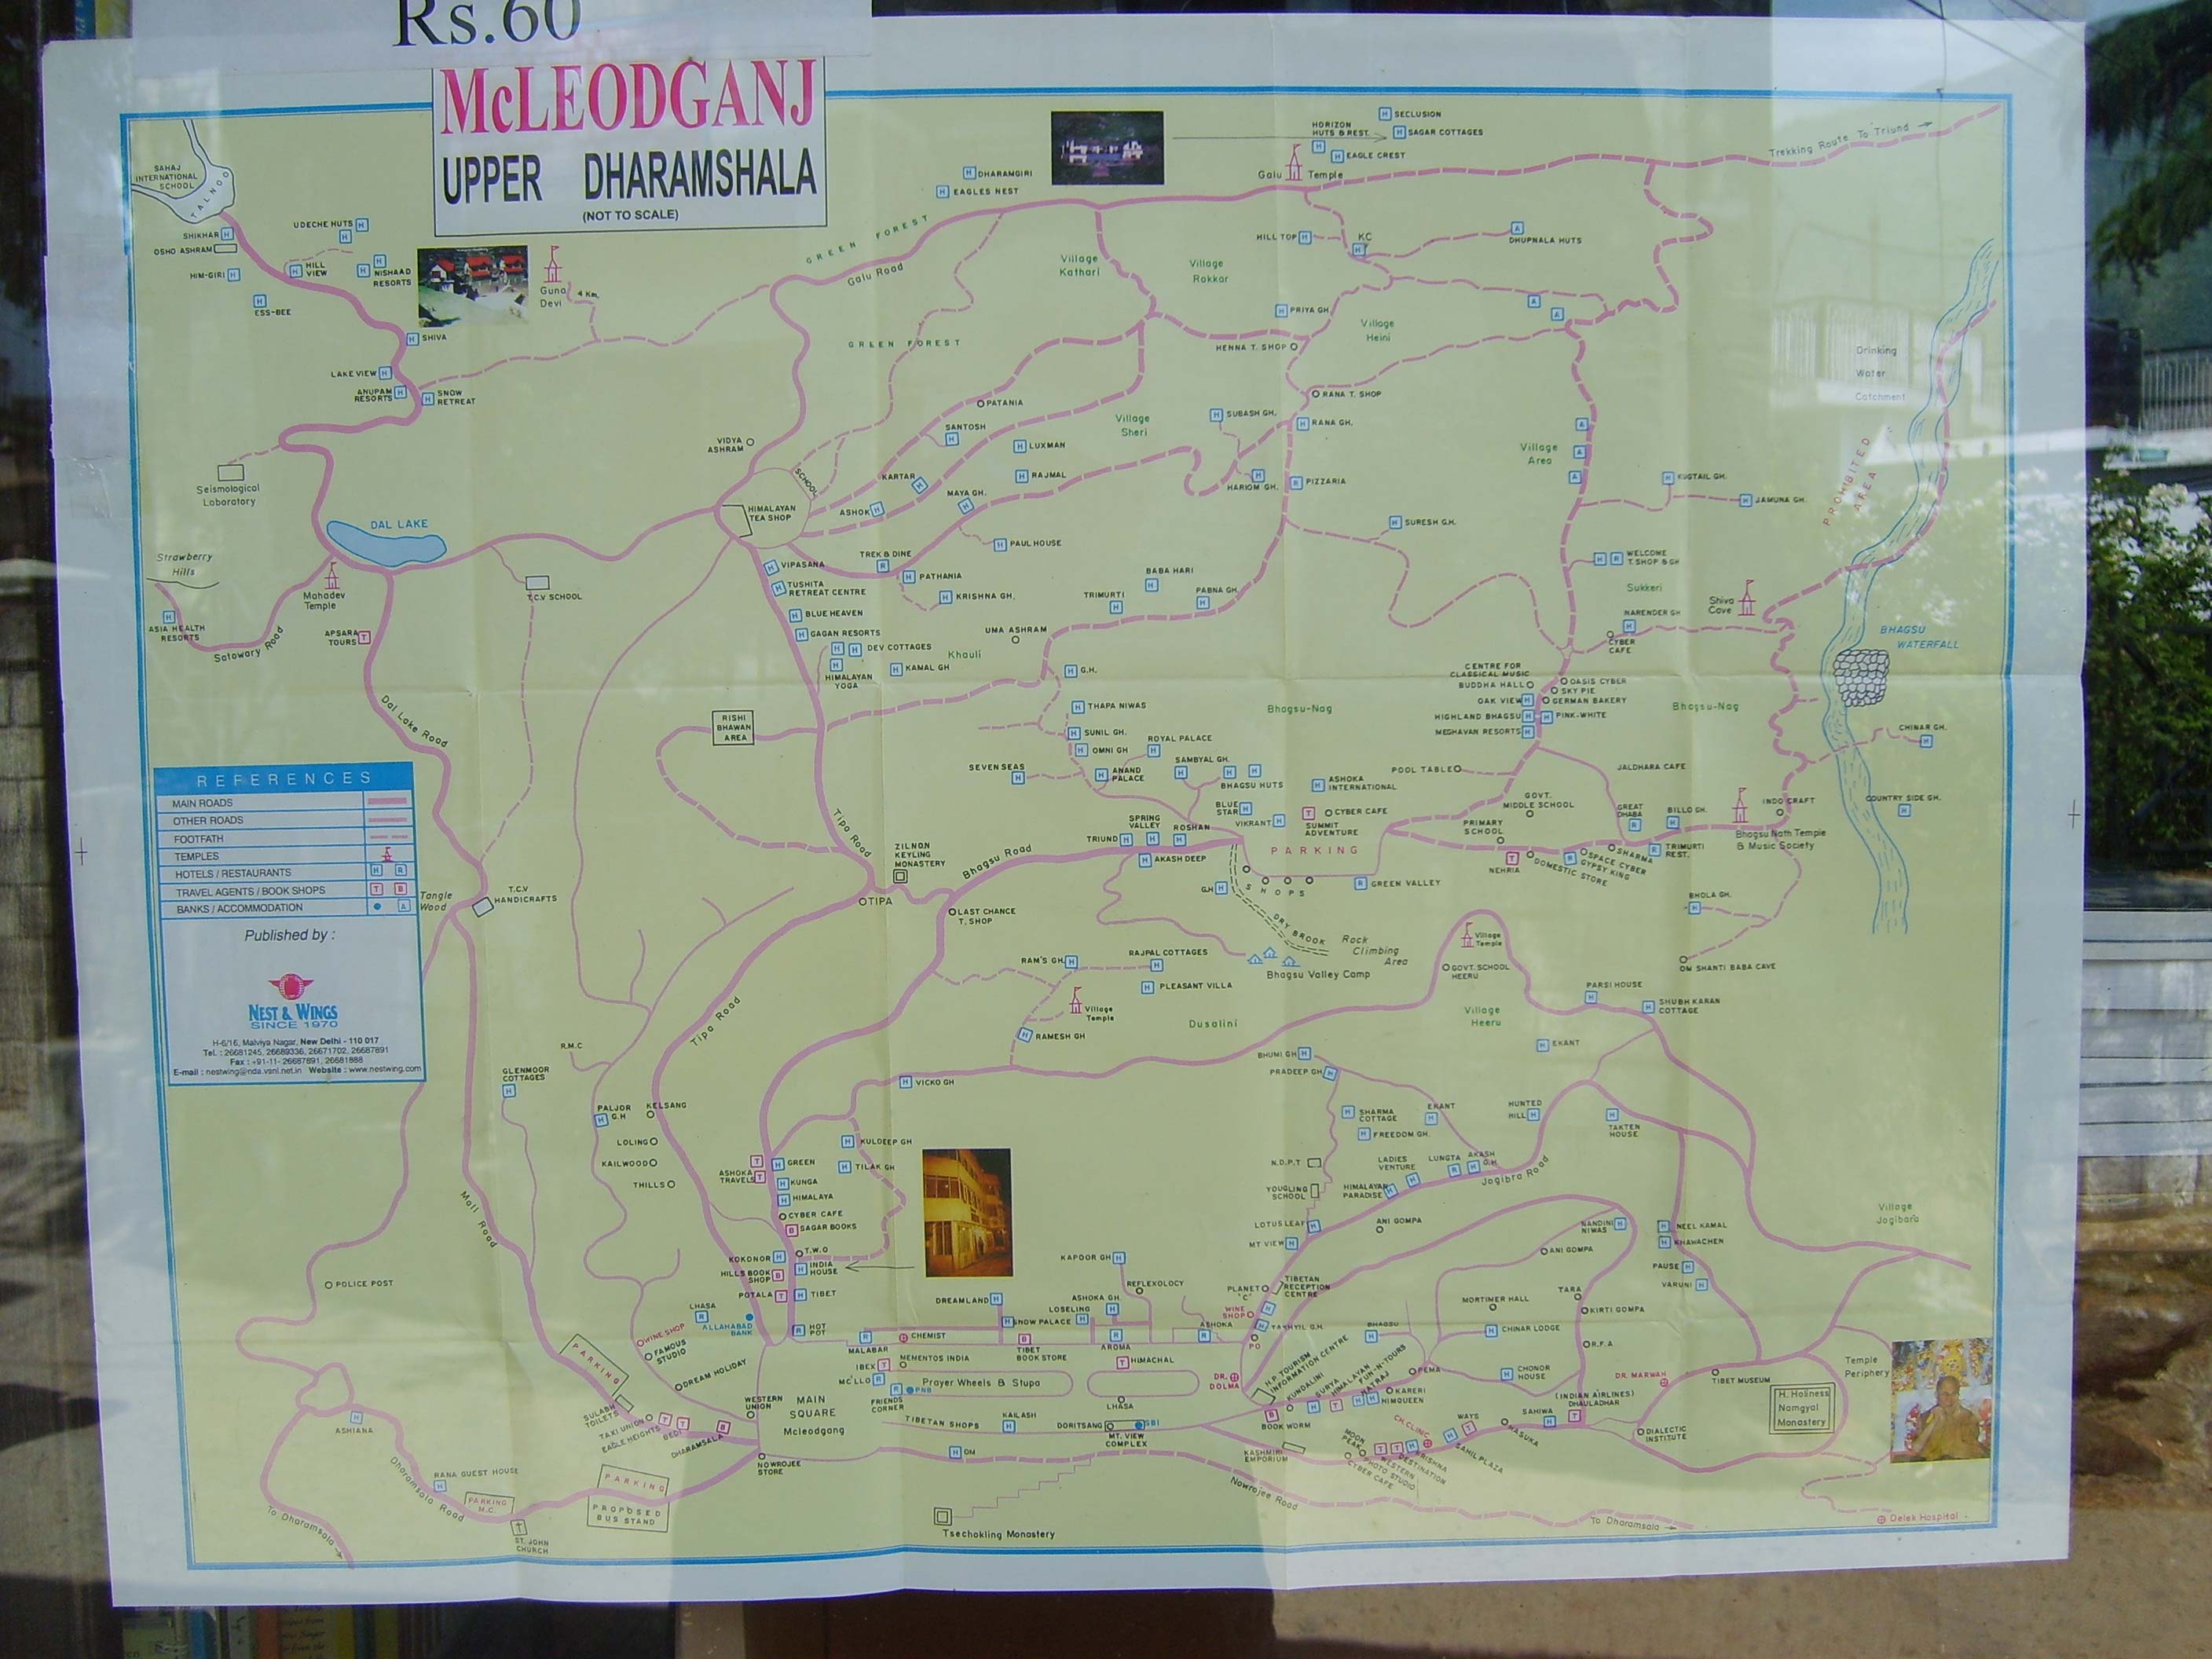 Rs.60
McLEODGANJ
UPPER DHARAMSHALA
(NOT TO SCALE)
SAHAJ
INTERNATIONAL
SCHOOL
TALNOO
SHIKHAR H
OSHO ASHRAM
HIM-GIRI H
H
ESS-BEE
UDECHE HUTS H
H
H HILL
VIEW
H
H NISHAAD
RESORTS
Guna
Devi
4 Km.
H SHIVA
LAKE VIEW H
ANUPAM
RESORTS H
H SNOW
RETREAT
Seismological
Laboratory
DAL LAKE
Strawberry
Hills
Mahadev
Temple
H
ASIA HEALTH
RESORTS
Satowary Road
APSARA
TOURS T
T.C.V SCHOOL
Dal Lake Road
H DHARAMGIRI
H EAGLES NEST
GREEN FOREST
Galu Road
GREEN FOREST
HORIZON
HUTS & REST.
H
H SECLUSION
H SAGAR COTTAGES
H EAGLE CREST
Galu Temple
Trekking Route To Triund
HILL TOP H
KC
H
A
DHUPNALA HUTS
Village
Kathari
Village
Rakkar
H PRIYA GH.
Village
Heini
HENNA T. SHOP
A
A
RANA T. SHOP
Drinking
Water
Catchment
PROHIBITED
AREA
PATANIA
SANTOSH
H
H LUXMAN
Village
Sheri
H SUBASH GH.
H RANA GH.
VIDYA
ASHRAM
SCHOOL
KARTAR
H
H RAJMAL
MAYA GH.
H
HARIOM GH.
H
R PIZZARIA
Village
Area
A
A
A
H KUGTAIL GH.
H JAMUNA GH.
HIMALAYAN
TEA SHOP
ASHOK H
H PAUL HOUSE
H SURESH G.H.
TREK & DINE
R
H VIPASANA
H TUSHITA
RETREAT CENTRE
H PATHANIA
H KRISHNA GH.
BABA HARI
H
TRIMURTI
H
PABNA GH.
H
H R WELCOME
T. SHOP & GH
Sukkeri
NARENDER GH
H
CYBER
CAFE
Shiva
Cave
BHAGSU
WATERFALL
H BLUE HEAVEN
H GAGAN RESORTS
H H DEV COTTAGES
H
HIMALAYAN
YOGA
UMA ASHRAM
Khauli
H KAMAL GH
H G.H.
CENTRE FOR
CLASSICAL MUSIC
BUDDHA HALL
OASIS CYBER
SKY PIE
OAK VIEW H
GERMAN BAKERY
HIGHLAND BHAGSU H
H PINK-WHITE
MEGHAVAN RESORTS H
RISHI
BHAWAN
AREA
H THAPA NIWAS
Bhagsu-Nag
Bhagsu-Nag
CHINAR GH.
H
H SUNIL GH.
H OMNI GH
ROYAL PALACE
H
SEVEN SEAS
H
H ANAND
PALACE
SAMBYAL GH.
H
H H
BHAGSU HUTS
H ASHOKA
INTERNATIONAL
POOL TABLE
JALDHARA CAFE
REFERENCES
MAIN ROADS
OTHER ROADS
FOOTFATH
TEMPLES
HOTELS / RESTAURANTS H R
TRAVEL AGENTS / BOOK SHOPS T B
BANKS / ACCOMMODATION A
Published by :
NEST & WINGS
SINCE 1970
H-6/16, Malviya Nagar, New Delhi - 110 017
Tel. : 26681245, 26689336, 26671702, 26687891
Fax : +91-11- 26687891, 26681888
E-mail : nestwing@nda.vsnl.net.in Website : www.nestwing.com
Tipa Road
BLUE
STAR H
VIKRANT H
T CYBER CAFE
SUMMIT
ADVENTURE
GOVT.
MIDDLE SCHOOL
PRIMARY
SCHOOL
GREAT
DHABA
R
BILLO GH.
H
INDO CRAFT
COUNTRY SIDE GH.
H
Bhagsu Nath Temple
& Music Society
TRIUND H
SPRING
VALLEY
H
ROSHAN
H
H AKASH DEEP
PARKING
T
NEHRIA
DOMESTIC STORE
R GYPSY KING
SPACE CYBER
SHARMA
R TRIMURTI
REST.
ZILNON
KEYLING
MONASTERY
Bhagsu Road
G.H H
SHOPS
R GREEN VALLEY
Tangle
Wood
T.C.V
HANDICRAFTS
TIPA
LAST CHANCE
T. SHOP
DRY BROOK
Rock
Climbing
Area
Village
Temple
BHOLA GH.
H
OM SHANTI BABA CAVE
Bhagsu Valley Camp
GOVT. SCHOOL
HEERU
RAM'S GH. H
RAJPAL COTTAGES
H
H PLEASANT VILLA
Village
Temple
H RAMESH GH
Dusalini
Village
Heeru
PARSI HOUSE
H
H SHUBH KARAN
COTTAGE
H EKANT
Tipa Road
R.M.C
GLENMOOR
COTTAGES
H
PALJOR
H G.H
KELSANG
LOLING
KAILWOOD
THILLS
H VICKO GH
BHUMI GH H
PRADEEP GH H
H SHARMA
COTTAGE
H FREEDOM GH.
EKANT
H
HUNTED
HILL H
H
TAKTEN
HOUSE
H KULDEEP GH
H TILAK GH
T
ASHOKA
TRAVELS T
H GREEN
H KUNGA
H HIMALAYA
CYBER CAFE
B SAGAR BOOKS
N.D.P.T
YOUGLING
SCHOOL
LADIES
VENTURE
H
LUNGTA
R
AKASH
G.H
H
HIMALAYAN
PARADISE H
Jogibra Road
LOTUS LEAF H
MT VIEW H
ANI GOMPA
NANDINI
NIWAS H
H NEEL KAMAL
H KHAWACHEN
Village
Jogibara
Mall Road
KOKONOR H
T.W.O
H INDIA
HOUSE
HILLS BOOK
SHOP B
POTALA T
H TIBET
KAPOOR GH H
REFLEXOLOCY
PLANET
'C'
TIBETAN
RECEPTION
CENTRE
H
ANI GOMPA
TARA
PAUSE H
VARUNI H
POLICE POST
LHASA
R
ALLAHABAD
BANK
R HOT
POT
DREAMLAND H
ASHOKA GH.
H
LOSELING
H
H SNOW PALACE
WINE
SHOP
MORTIMER HALL
KIRTI GOMPA
WINE SHOP
FAMOUS
STUDIO
PARKING
DREAM HOLIDAY
R
MALABAR
CHEMIST
B
TIBET
BOOK STORE
R
AROMA
R
ASHOKA
PO
BHAGSU
H
H CHINAR LODGE
R.F.A
IBEX T
MEMENTOS INDIA
T HIMACHAL
MC'LLO R
R
FRIENDS
CORNER
PNB
Prayer Wheels & Stupa
DR.
DOLMA
H.P. TOURISM
INFORMATION CENTRE
PEMA
H CHONOR
HOUSE
DR. MARWAH
TIBET MUSEUM
Temple
Periphery
SULABH
TOILETS
TAXI UNION
T T
EAGLE HEIGHTS
BEDI
B
DHARAMSALA
WESTERN
UNION
MAIN
SQUARE
Mcleodganj
NOWROJEE
STORE
TIBETAN SHOPS
KAILASH
H
LHASA
DORITSANG
SBI
MT. VIEW
COMPLEX
H OM
B
BOOK WORM
KUNDALINI
H
SURYA
T
HIMALAYAN
FUN-N-TOURS
H H
NATRAJ
KARERI
HIMQUEEN
(INDIAN AIRLINES)
DHAULADHAR
T
SAHIWA
H
WAYS
H T
SAHIL PLAZA
DIALECTIC
INSTITUTE
H. Holiness
Namgyal
Monastery
KASHMIRI
EMPORIUM
CH. CLINIC
MOON
PEAK
T T H
KRISHNA
DESTINATION
WESTERN
PHOTO STUDIO
CYBER CAFE
H
ASHIANA
RANA GUEST HOUSE
H
PARKING
M.C.
Dharamsala Road
To Dharamsala
ST. JOHN
CHURCH
PARKING
PROPOSED
BUS STAND
Tsechokling Monastery
Nowrojee Road
To Dharamsala
Delek Hospital